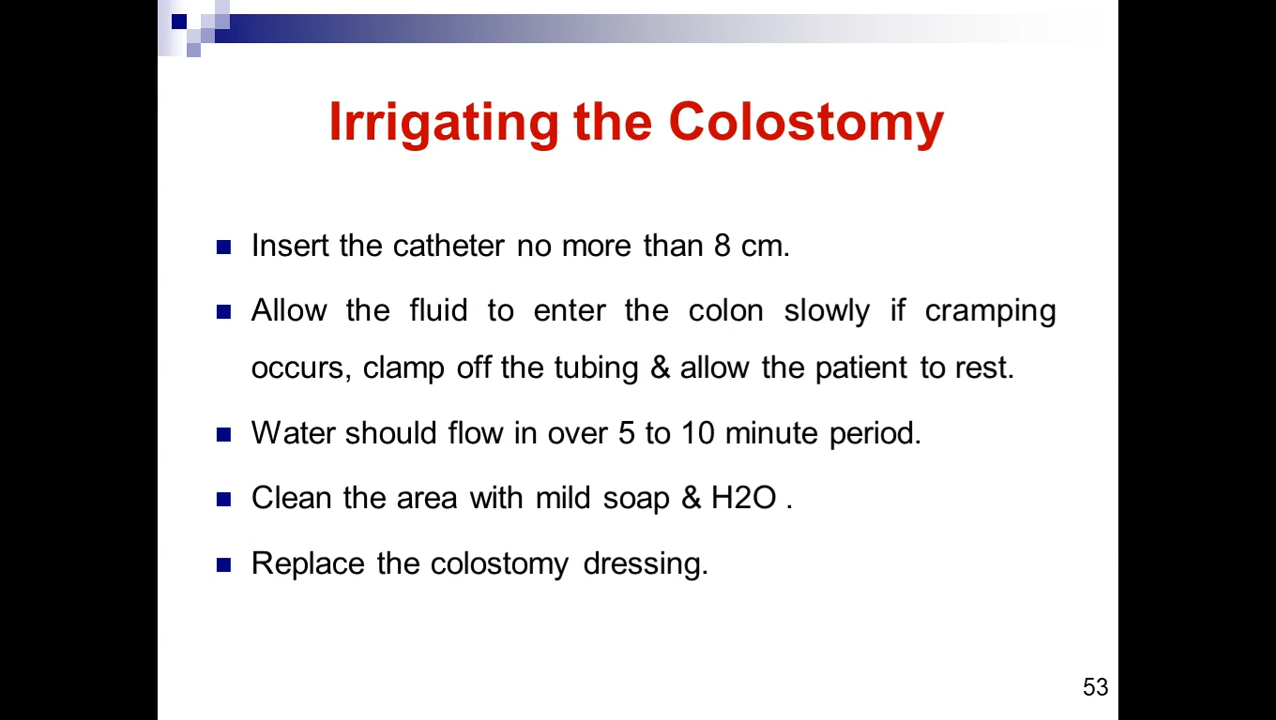 Irrigating the Colostomy
Insert the catheter no more than 8 cm.
Allow the fluid to enter the colon slowly if cramping
occurs, clamp off the tubing & allow the patient to rest.
Water should flow in over 5 to 10 minute period.
Clean the area with mild soap & H2O .
Replace the colostomy dressing.
53